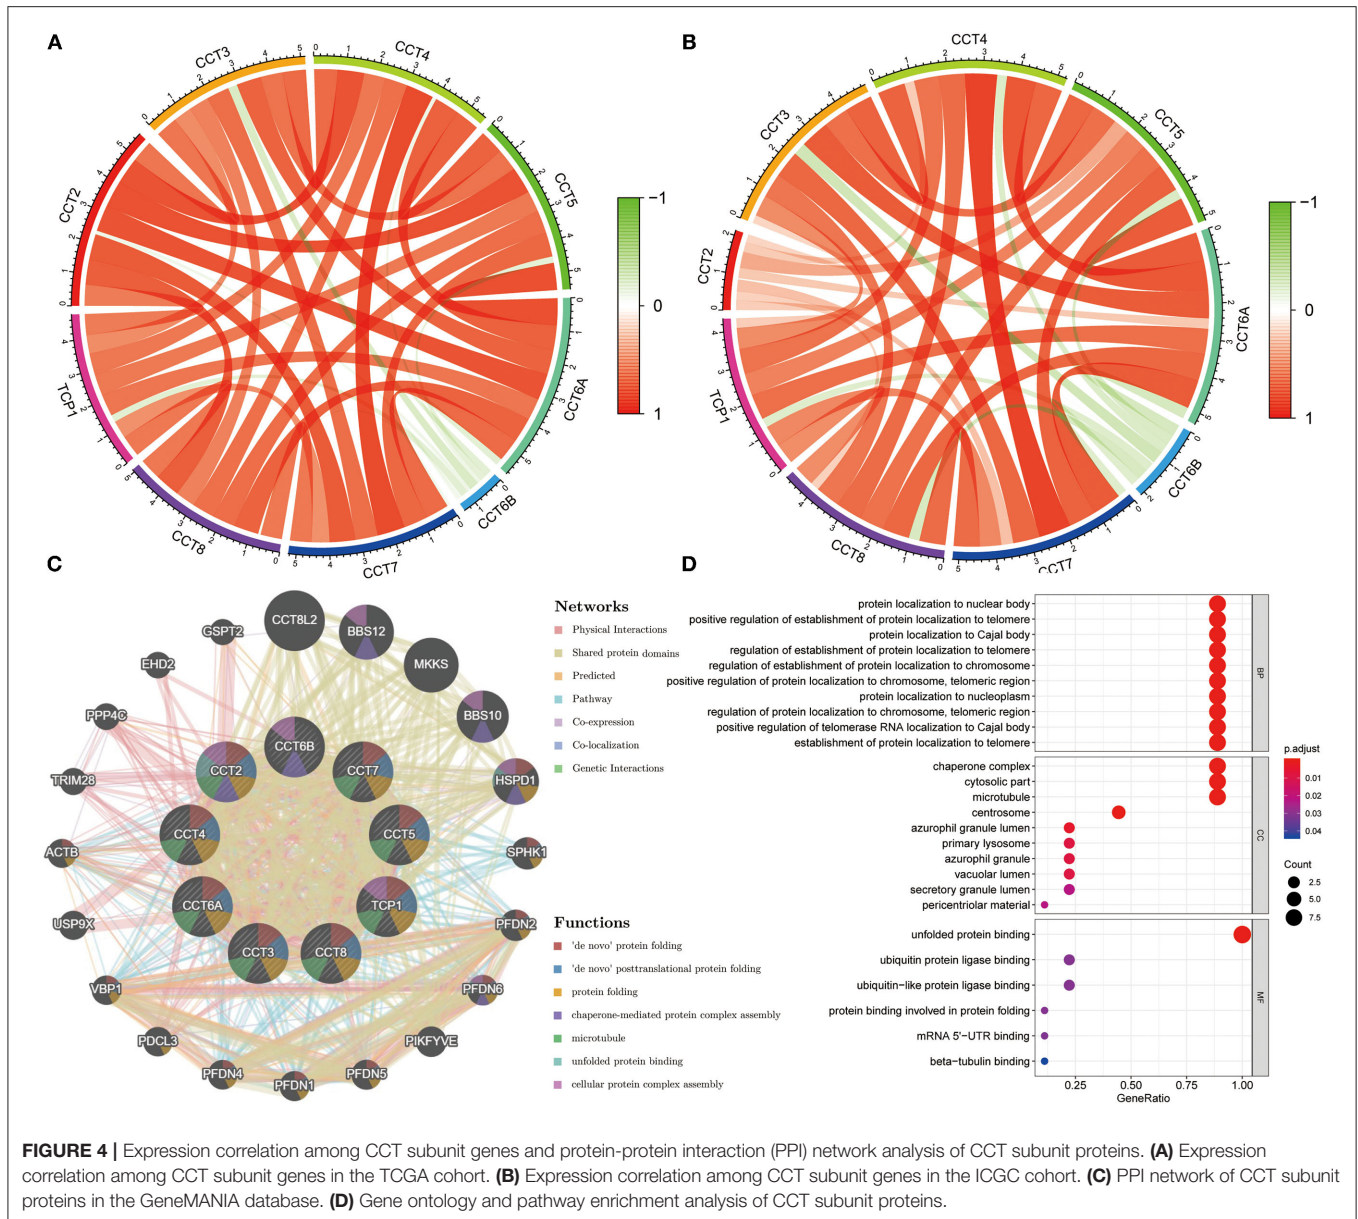 A
CCT3
CCT4
CCT5
CCT6A
CCT6B
CCT7
CCT8
TCP1
CCT2
−1
0
1
B
CCT4
CCT5
CCT6A
CCT6B
CCT7
CCT8
TCP1
CCT2
CCT3
−1
0
1
C
CCT8L2
BBS12
MKKS
BBS10
HSPD1
SPHK1
PFDN2
PFDN6
PIKFYVE
PFDN5
PFDN1
PFDN4
PDCL3
VBP1
USP9X
ACTB
TRIM28
PPP4C
EHD2
GSPT2
CCT6B
CCT7
CCT5
TCP1
CCT8
CCT3
CCT6A
CCT4
CCT2
Networks
Physical Interactions
Shared protein domains
Predicted
Pathway
Co-expression
Co-localization
Genetic Interactions
Functions
'de novo' protein folding
'de novo' posttranslational protein folding
protein folding
chaperone-mediated protein complex assembly
microtubule
unfolded protein binding
cellular protein complex assembly
D
protein localization to nuclear body
positive regulation of establishment of protein localization to telomere
protein localization to Cajal body
regulation of establishment of protein localization to telomere
regulation of establishment of protein localization to chromosome
positive regulation of protein localization to chromosome, telomeric region
protein localization to nucleoplasm
regulation of protein localization to chromosome, telomeric region
positive regulation of telomerase RNA localization to Cajal body
establishment of protein localization to telomere
BP
chaperone complex
cytosolic part
microtubule
centrosome
azurophil granule lumen
primary lysosome
azurophil granule
vacuolar lumen
secretory granule lumen
pericentriolar material
CC
unfolded protein binding
ubiquitin protein ligase binding
ubiquitin−like protein ligase binding
protein binding involved in protein folding
mRNA 5'−UTR binding
beta−tubulin binding
MF
0.25 0.50 0.75 1.00
GeneRatio
p.adjust
0.01
0.02
0.03
0.04
Count
2.5
5.0
7.5
FIGURE 4 | Expression correlation among CCT subunit genes and protein-protein interaction (PPI) network analysis of CCT subunit proteins. (A) Expression
correlation among CCT subunit genes in the TCGA cohort. (B) Expression correlation among CCT subunit genes in the ICGC cohort. (C) PPI network of CCT subunit
proteins in the GeneMANIA database. (D) Gene ontology and pathway enrichment analysis of CCT subunit proteins.